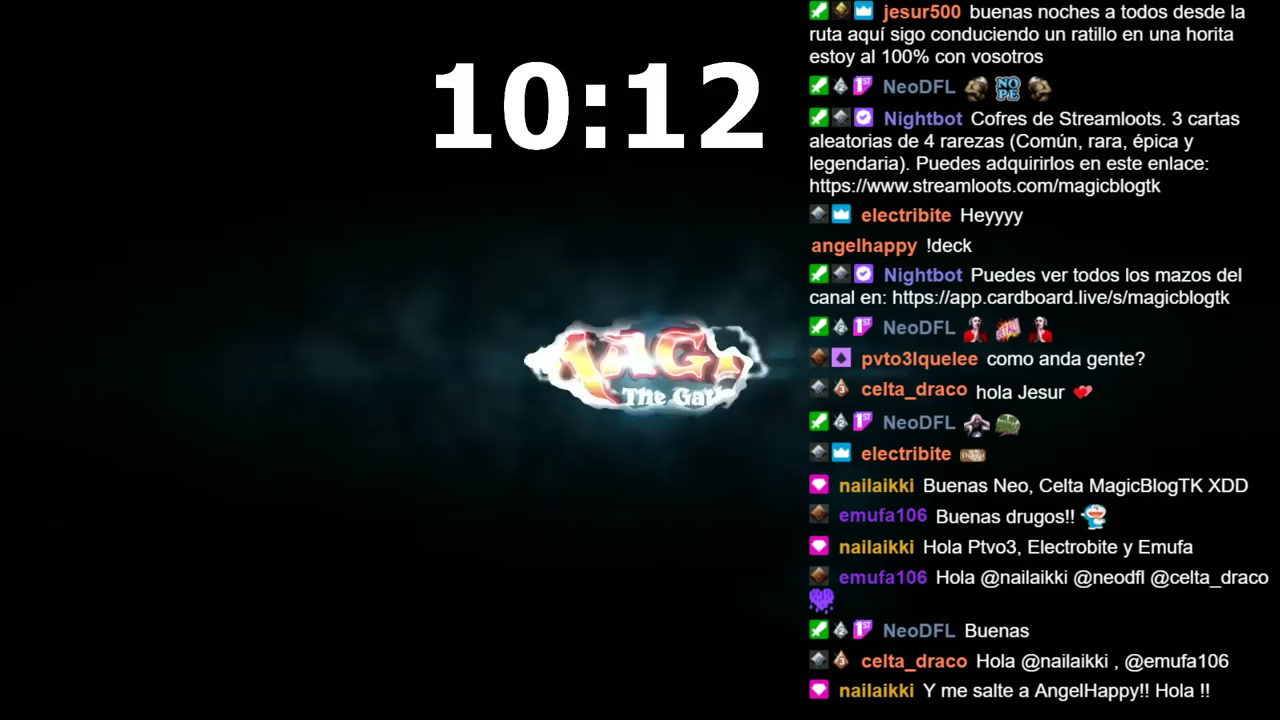 10:12
MAGI
The Gath
jesur500 buenas noches a todos desde la
ruta aquí sigo conduciendo un ratillo en una horita
estoy al 100% con vosotros
NeoDFL NO PE
Nightbot Cofres de Streamloots. 3 cartas
aleatorias de 4 rarezas (Común, rara, épica y
legendaria). Puedes adquirirlos en este enlace:
https://www.streamloots.com/magicblogtk
electribite Heyyyy
angelhappy !deck
Nightbot Puedes ver todos los mazos del
canal en: https://app.cardboard.live/s/magicblogtk
NeoDFL
pvto3lquelee como anda gente?
celta_draco hola Jesur
NeoDFL
electribite
nailaikki Buenas Neo, Celta MagicBlogTK XDD
emufa106 Buenas drugos!!
nailaikki Hola Ptvo3, Electrobite y Emufa
emufa106 Hola @nailaikki @neodfl @celta_draco
NeoDFL Buenas
celta_draco Hola @nailaikki , @emufa106
nailaikki Y me salte a AngelHappy!! Hola !!